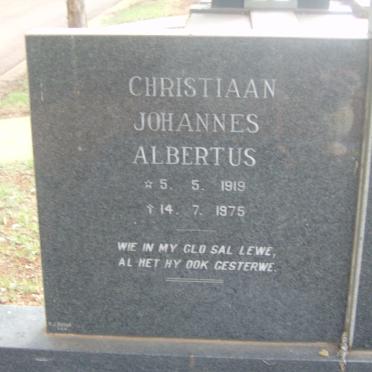 CHRISTIAAN
JOHANNES
ALBERTUS
☆ 5. 5. 1919
✝ 14. 7. 1975
WIE IN MY GLO SAL LEWE,
AL HET HY OOK GESTERWE.